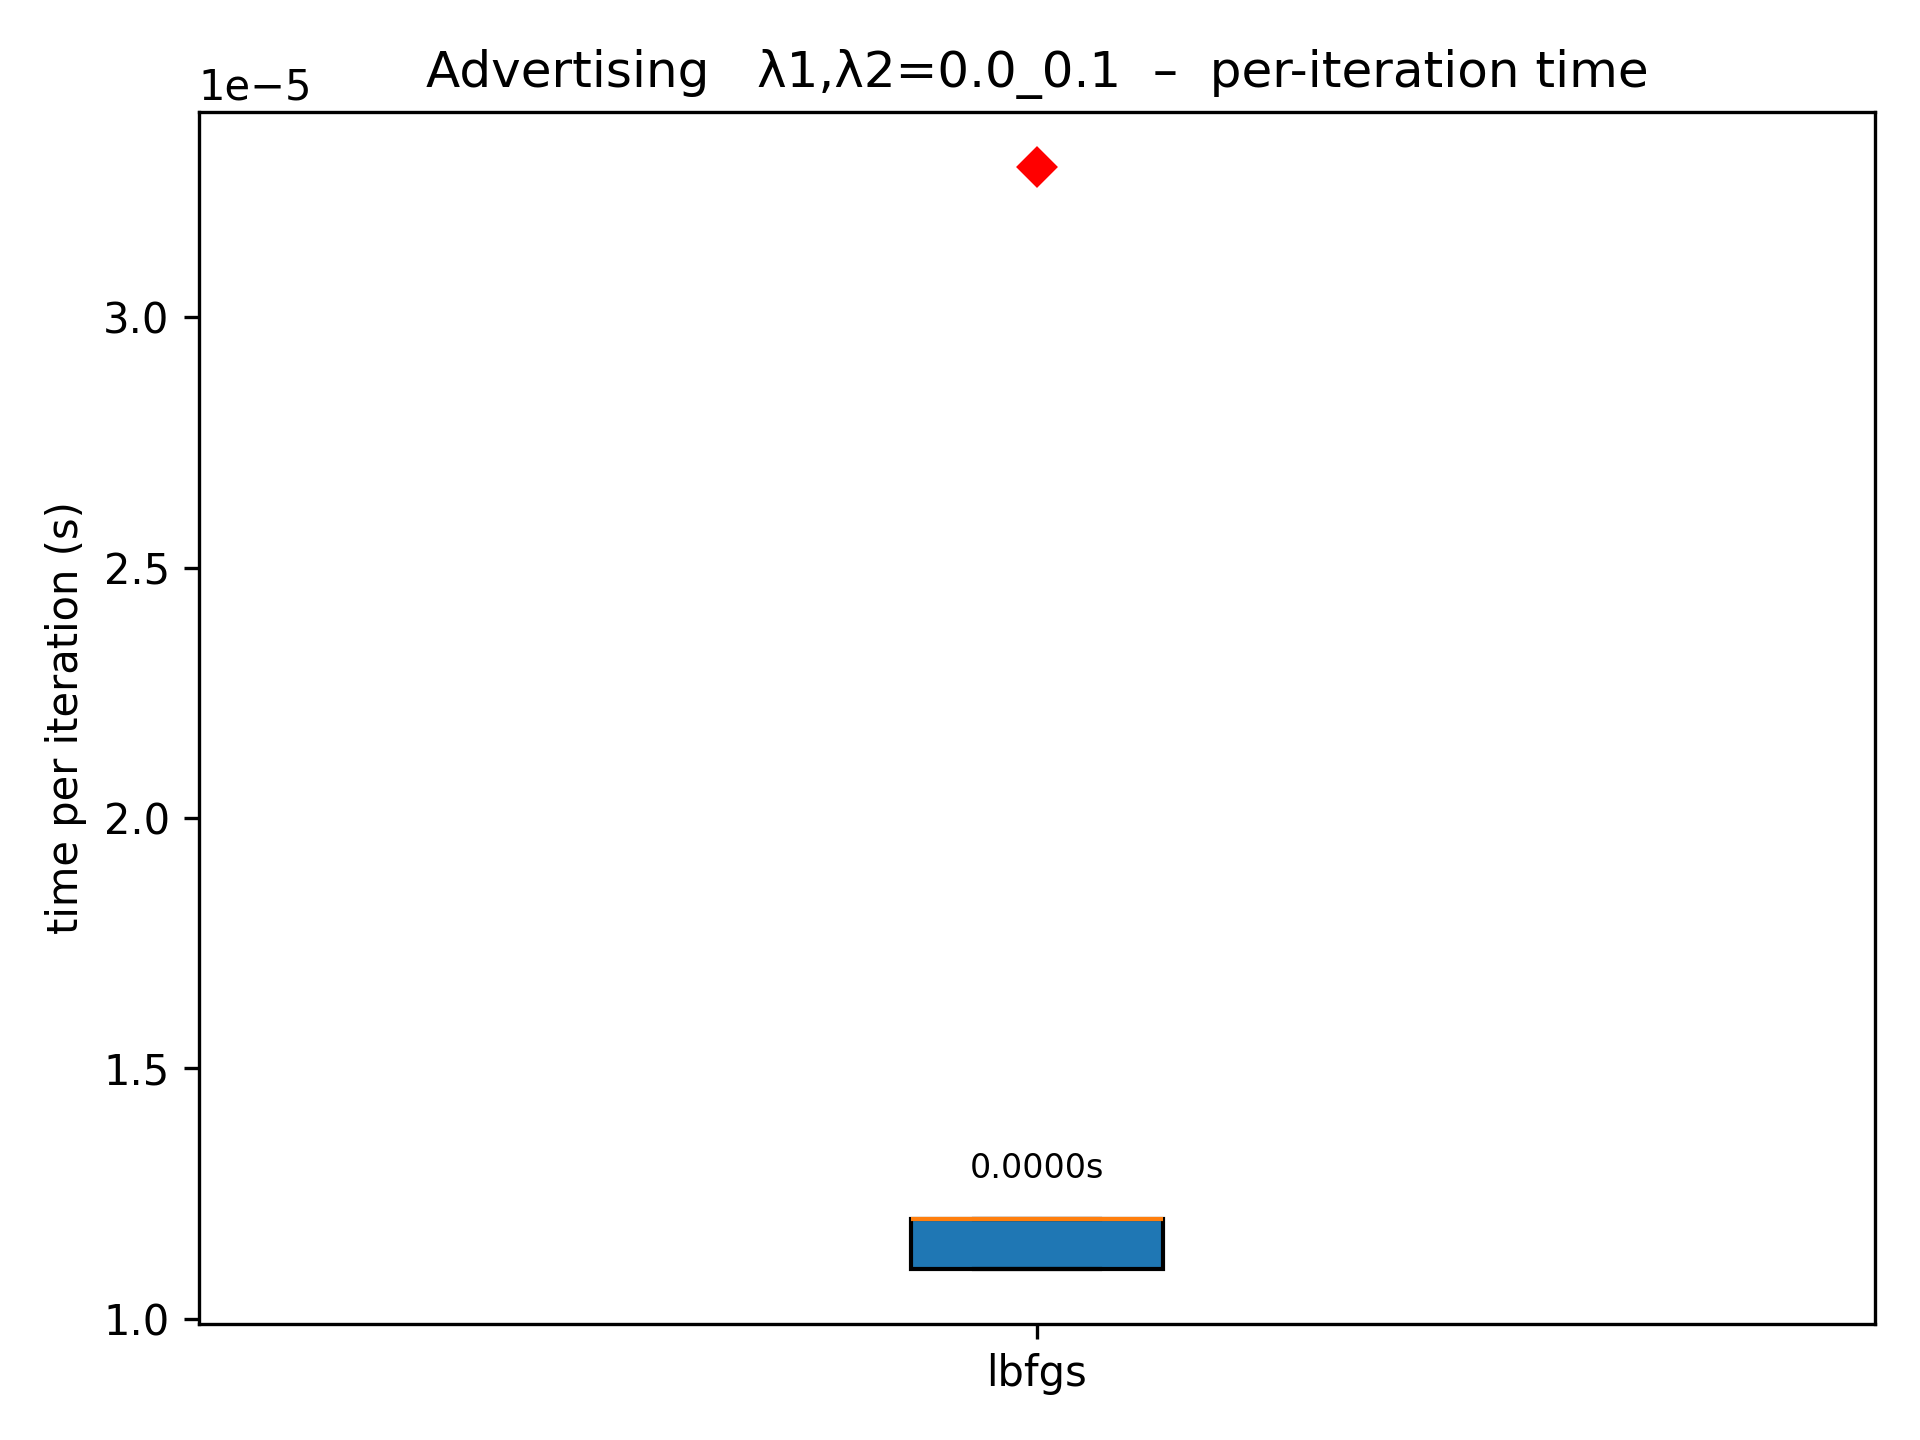 Advertising   λ1,λ2=0.0_0.1  –  per-iteration time
1e−5
3.0
2.5
2.0
1.5
1.0
time per iteration (s)
0.0000s
lbfgs